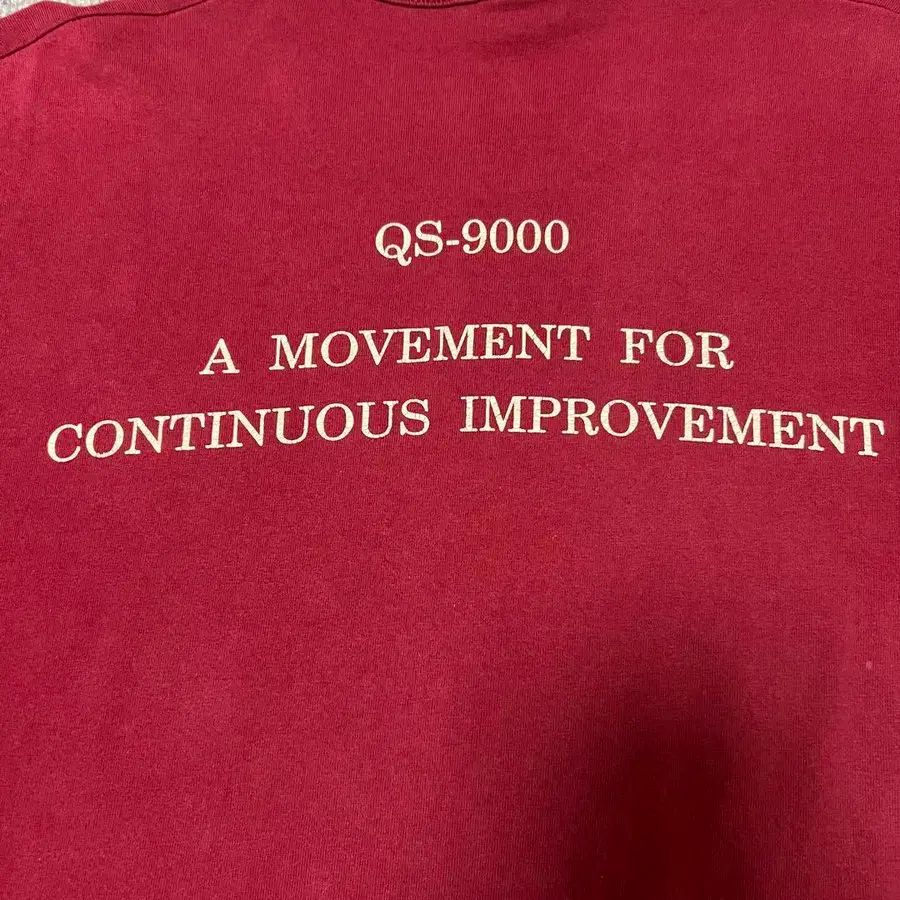 QS-9000
A MOVEMENT FOR
CONTINUOUS IMPROVEMENT